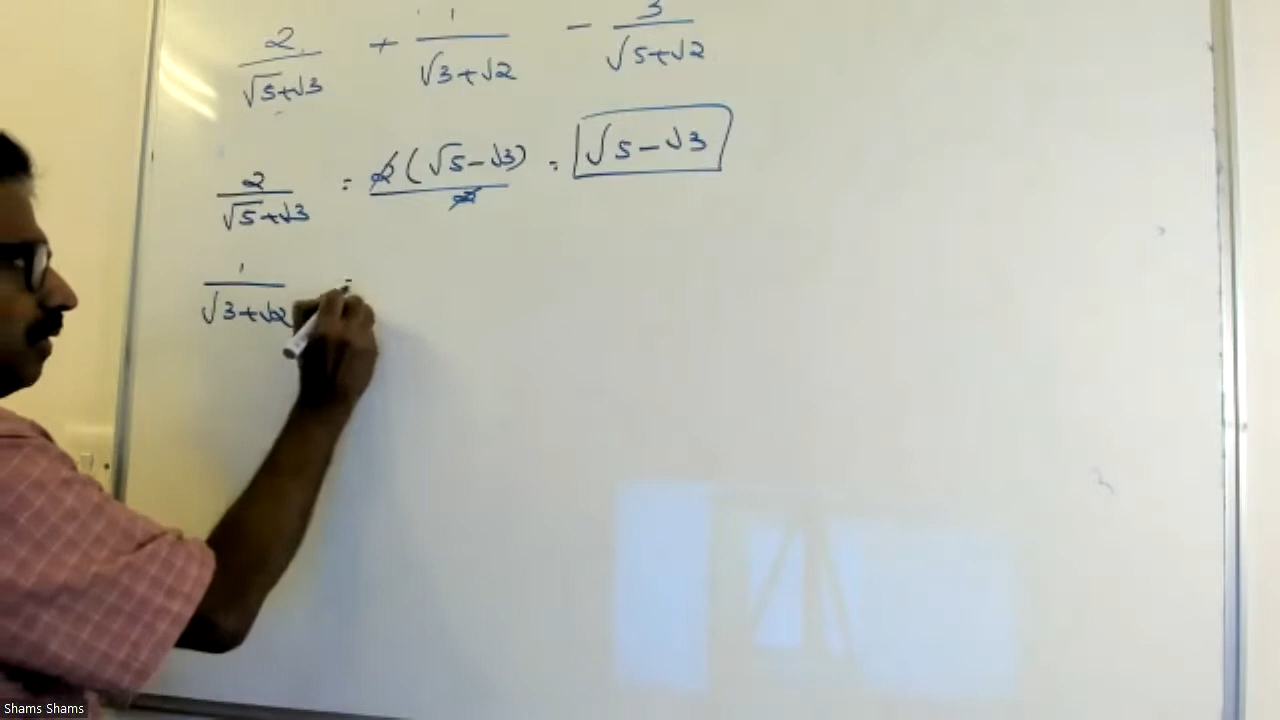 2/(√5+√3) + 1/(√3+√2) - 3/(√5+√2)
2/(√5+√3) = 2(√5-√3)/2 = √5-√3
1/(√3+√2) =
Shams Shams